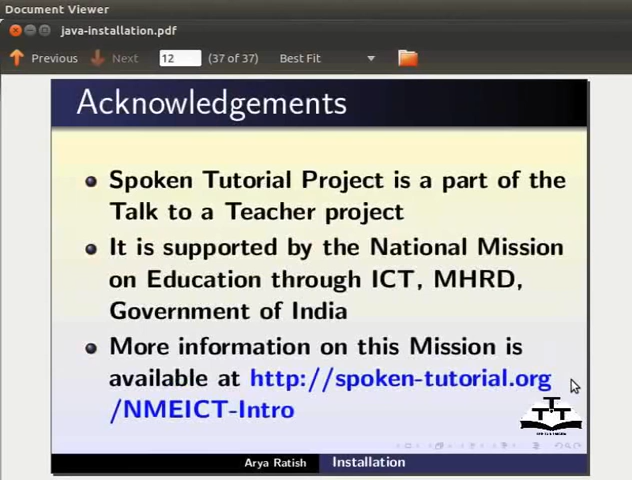 Document Viewer
java-installation.pdf
Previous Next 12 (37 of 37) Best Fit
Acknowledgements
Spoken Tutorial Project is a part of the
Talk to a Teacher project
It is supported by the National Mission
on Education through ICT, MHRD,
Government of India
More information on this Mission is
available at http://spoken-tutorial.org
/NMEICT-Intro
Arya Ratish Installation